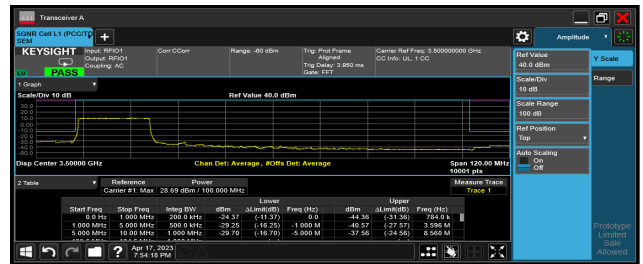 Transceiver A
5GNR Cell L1 (PCC/TD
SEM
Amplitude
KEYSIGHT
Input: RFIO1
Output: RFIO1
Coupling: AC
Corr CCorr
Range: -60 dBm
Trig: Prot Frame
Aligned
Trig Delay: 3.950 ms
Gate: FFT
Carrier Ref Freq: 3.500000000 GHz
CC Info: UL, 1 CC
PASS
1 Graph
Scale/Div 10 dB
Ref Value 40.0 dBm
30.0
20.0
10.0
Disp Center 3.50000 GHz
Chan Det: Average , #Offs Det: Average
Span 120.00 MHz
10001 pts
2 Table
Reference
Power
Carrier #1: Max
28.69 dBm / 100.000 MHz
Measure Trace
Trace 1
Lower
Upper
Start Freq
Stop Freq
Integ BW
dBm
ΔLimit(dB)
Freq (Hz)
dBm
ΔLimit(dB)
Freq (Hz)
0.0 Hz 1.000 MHz 200.0 kHz -24.37 (-11.37) 0.0 -44.36 (-31.36) 784.0 k
1.000 MHz 5.000 MHz 500.0 kHz -29.25 (-16.25) -1.000 M -40.57 (-27.57) 3.596 M
5.000 MHz 10.00 MHz 1.000 MHz -29.70 (-16.70) -5.000 M -37.56 (-24.56) 8.560 M
Ref Value
40.0 dBm
Scale/Div
10 dB
Scale Range
100 dB
Ref Position
Top
Auto Scaling
On
Off
Y Scale
Range
Prototype
Limited
Sale
Allowed
Apr 17, 2023
7:54:18 PM